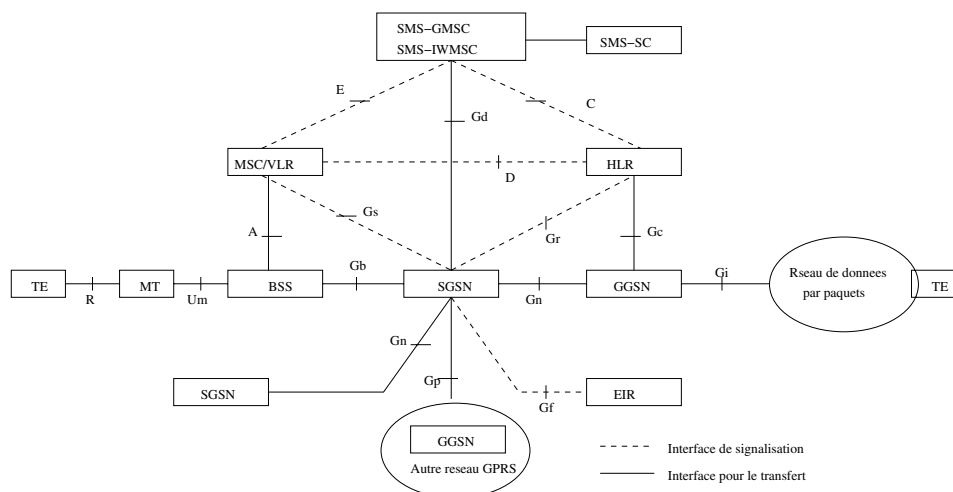 SMS-GMSC
SMS-IWMSC
SMS-SC
E
C
Gd
MSC/VLR
HLR
D
Gs
A
Gr
Gc
Gb
Gi
TE
MT
BSS
SGSN
GGSN
Rseau de donnees
par paquets
TE
R
Um
Gn
Gn
SGSN
Gp
Gf
EIR
GGSN
Autre reseau GPRS
Interface de signalisation
Interface pour le transfert